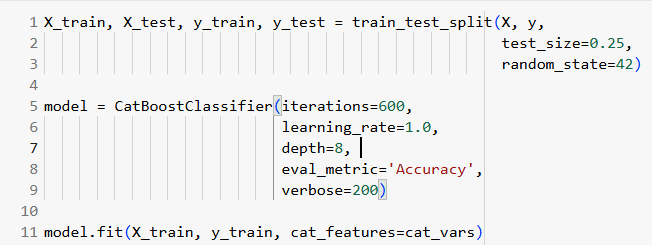 1 X_train, X_test, y_train, y_test = train_test_split(X, y,
2 test_size=0.25,
3 random_state=42)
4
5 model = CatBoostClassifier(iterations=600,
6 learning_rate=1.0,
7 depth=8,
8 eval_metric='Accuracy',
9 verbose=200)
10
11 model.fit(X_train, y_train, cat_features=cat_vars)